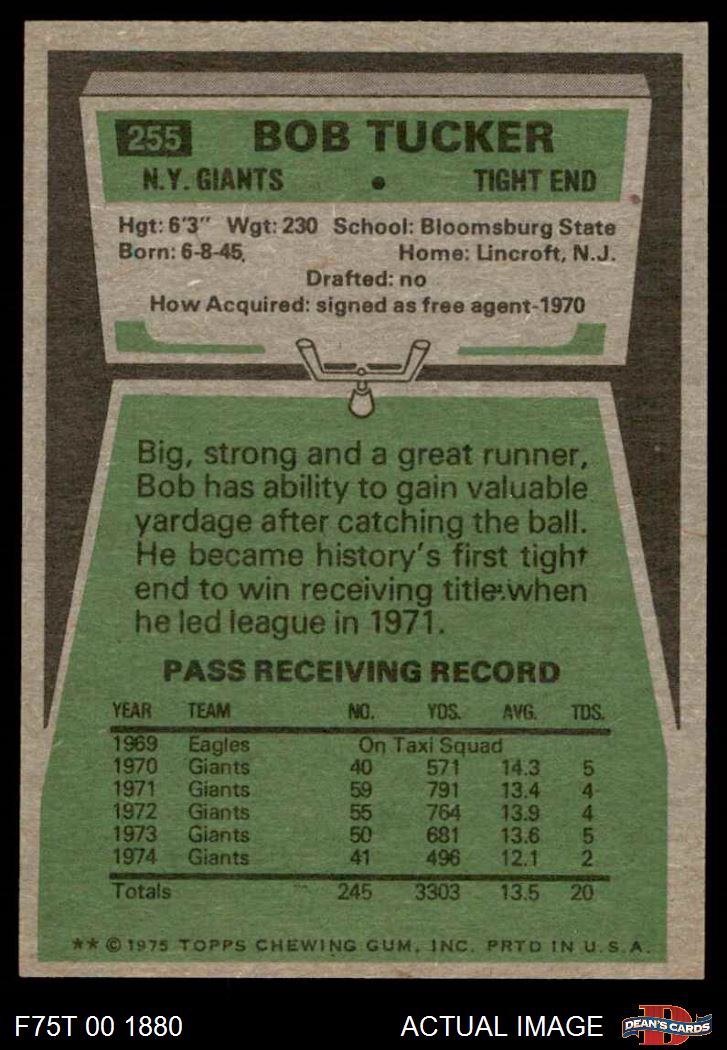 255 BOB TUCKER
N.Y. GIANTS • TIGHT END
Hgt: 6'3" Wgt: 230 School: Bloomsburg State
Born: 6-8-45, Home: Lincroft, N.J.
Drafted: no
How Acquired: signed as free agent-1970
Big, strong and a great runner,
Bob has ability to gain valuable
yardage after catching the ball.
He became history's first tight
end to win receiving title when
he led league in 1971.
PASS RECEIVING RECORD
YEAR TEAM NO. YDS. AVG. TDS.
1969 Eagles On Taxi Squad
1970 Giants 40 571 14.3 5
1971 Giants 59 791 13.4 4
1972 Giants 55 764 13.9 4
1973 Giants 50 681 13.6 5
1974 Giants 41 496 12.1 2
Totals 245 3303 13.5 20
** © 1975 TOPPS CHEWING GUM, INC. PRTD IN U.S.A.
F75T 00 1880 ACTUAL IMAGE D DEAN'S CARDS